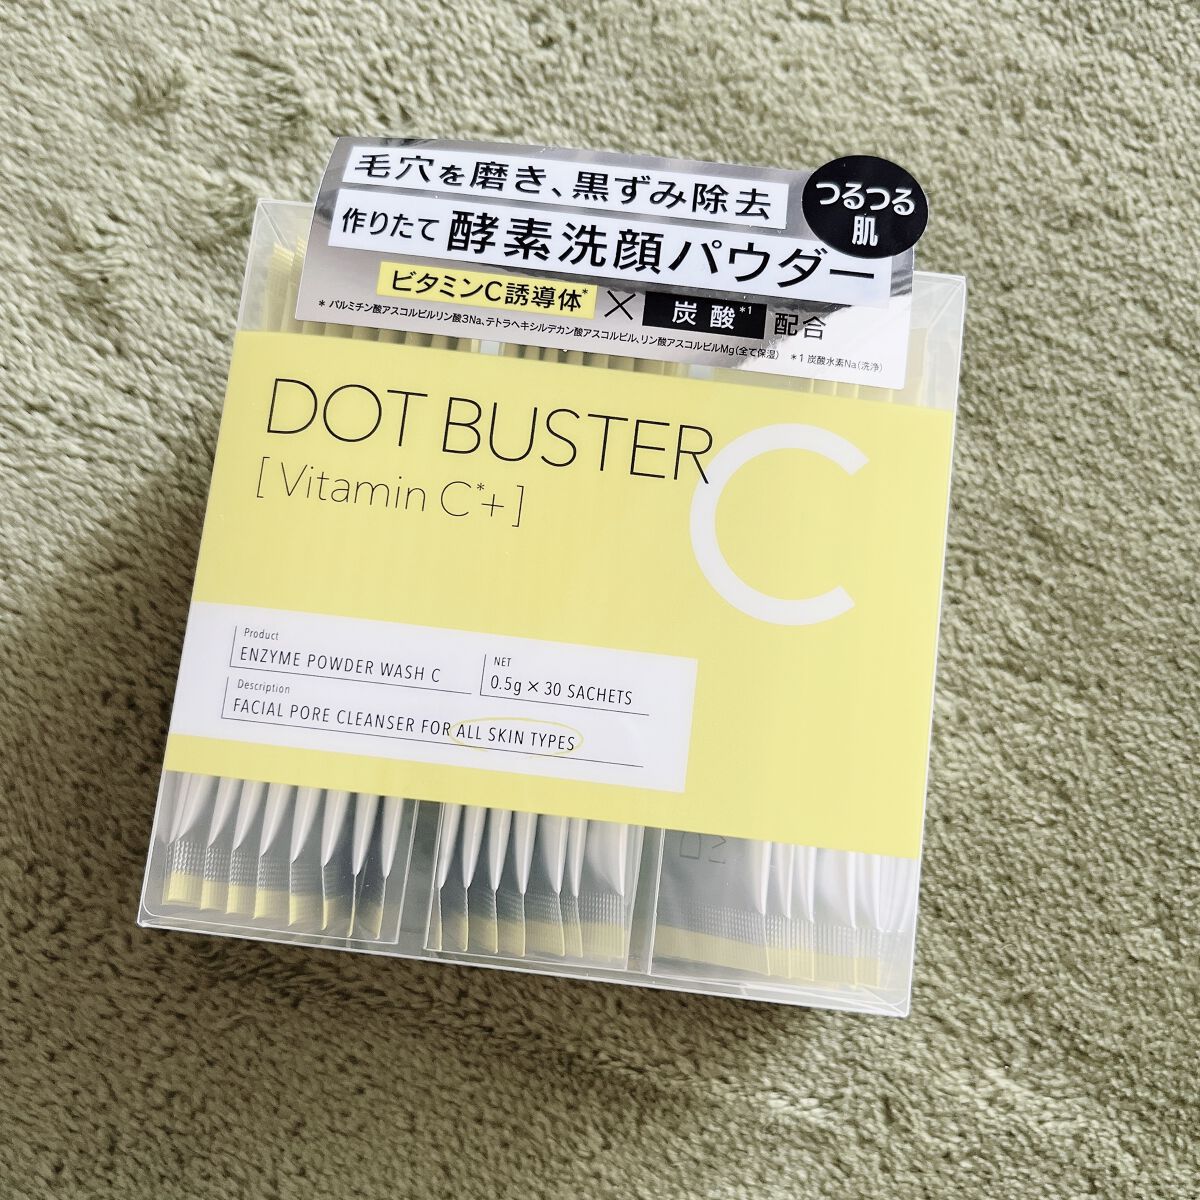 毛穴を磨き、黒ずみ除去
つるつる
肌
作りたて 酵素洗顔パウダー
ビタミンC誘導体* × 炭酸*1 配合
* パルミチン酸アスコルビルリン酸3Na、テトラヘキシルデカン酸アスコルビル、リン酸アスコルビルMg(全て保湿) *1 炭酸水素Na(洗浄)
DOT BUSTER C
[Vitamin C*+]
Product
ENZYME POWDER WASH C
NET
0.5g × 30 SACHETS
Description
FACIAL PORE CLEANSER FOR ALL SKIN TYPES